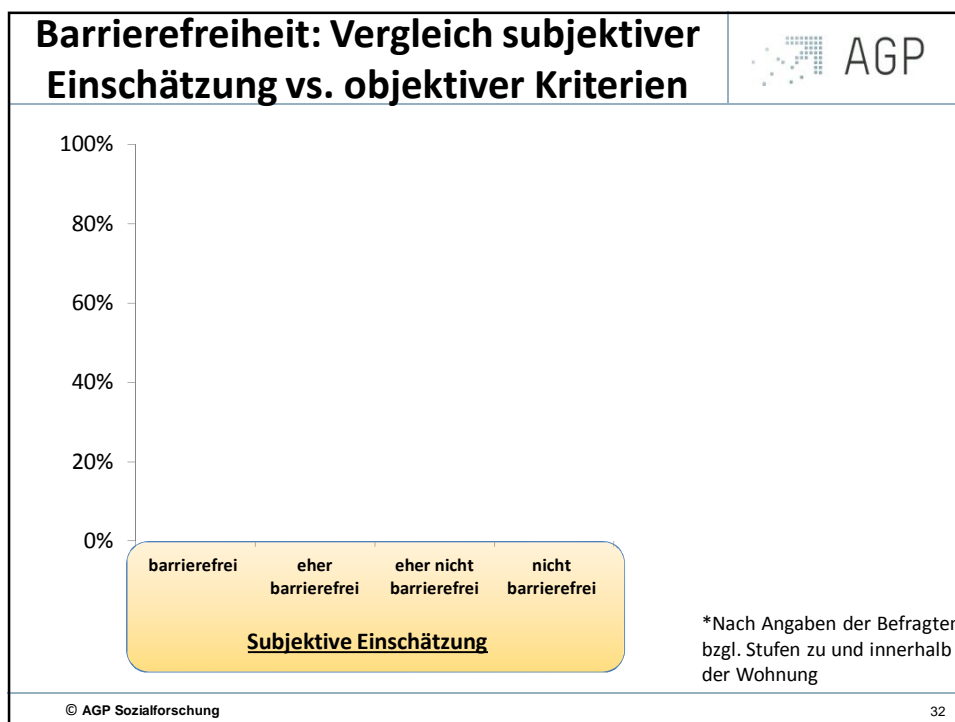 Barrierefreiheit: Vergleich subjektiver
Einschätzung vs. objektiver Kriterien
AGP
100%
80%
60%
40%
20%
0%
barrierefrei
eher
barrierefrei
eher nicht
barrierefrei
nicht
barrierefrei
Subjektive Einschätzung
*Nach Angaben der Befragten
bzgl. Stufen zu und innerhalb
der Wohnung
© AGP Sozialforschung
32